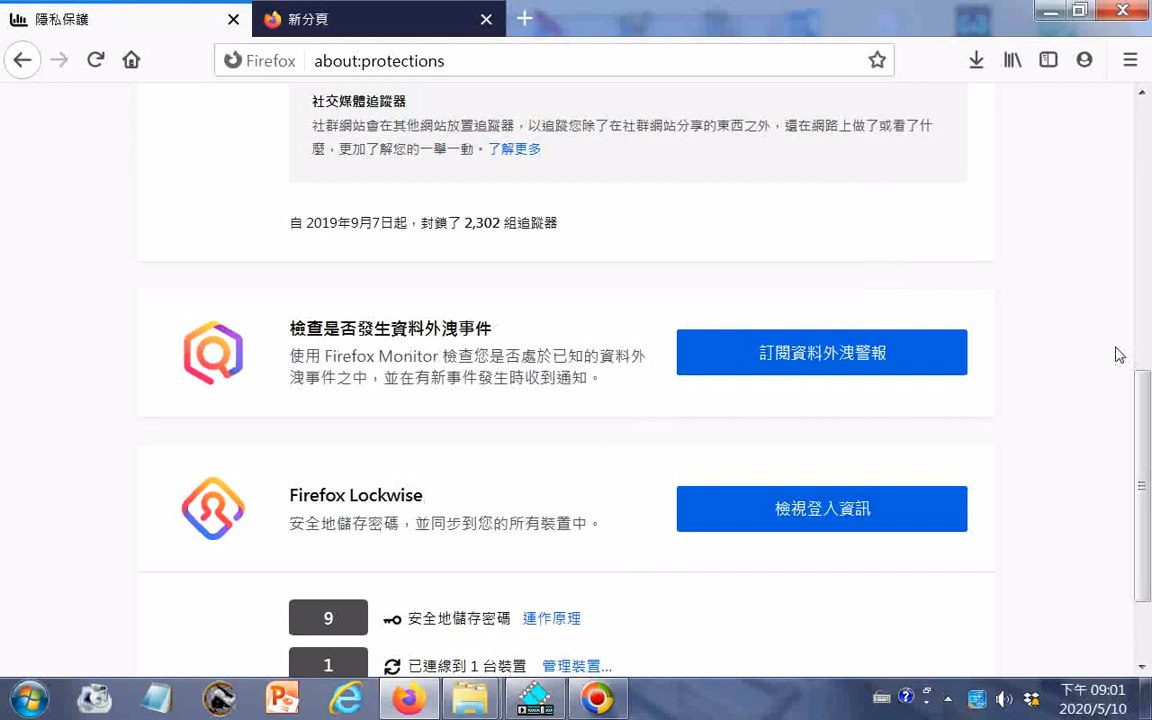 隱私保護
新分頁
Firefox
about:protections
社交媒體追蹤器
社群網站會在其他網站放置追蹤器，以追蹤您除了在社群網站分享的東西之外，還在網路上做了或看了什
麼，更加了解您的一舉一動。了解更多
自 2019年9月7日起，封鎖了 2,302 組追蹤器
檢查是否發生資料外洩事件
使用 Firefox Monitor 檢查您是否處於已知的資料外
洩事件之中，並在有新事件發生時收到通知。
訂閱資料外洩警報
Firefox Lockwise
安全地儲存密碼，並同步到您的所有裝置中。
檢視登入資訊
9
安全地儲存密碼 運作原理
1
已連線到 1 台裝置 管理裝置...
下午 09:01
2020/5/10